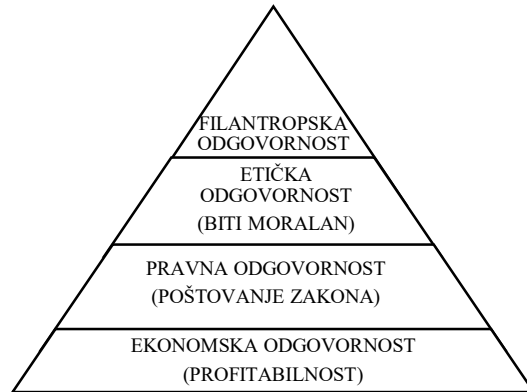 FILANTROPSKA
ODGOVORNOST
ETIČKA
ODGOVORNOST
(BITI MORALAN)
PRAVNA ODGOVORNOST
(POŠTOVANJE ZAKONA)
EKONOMSKA ODGOVORNOST
(PROFITABILNOST)